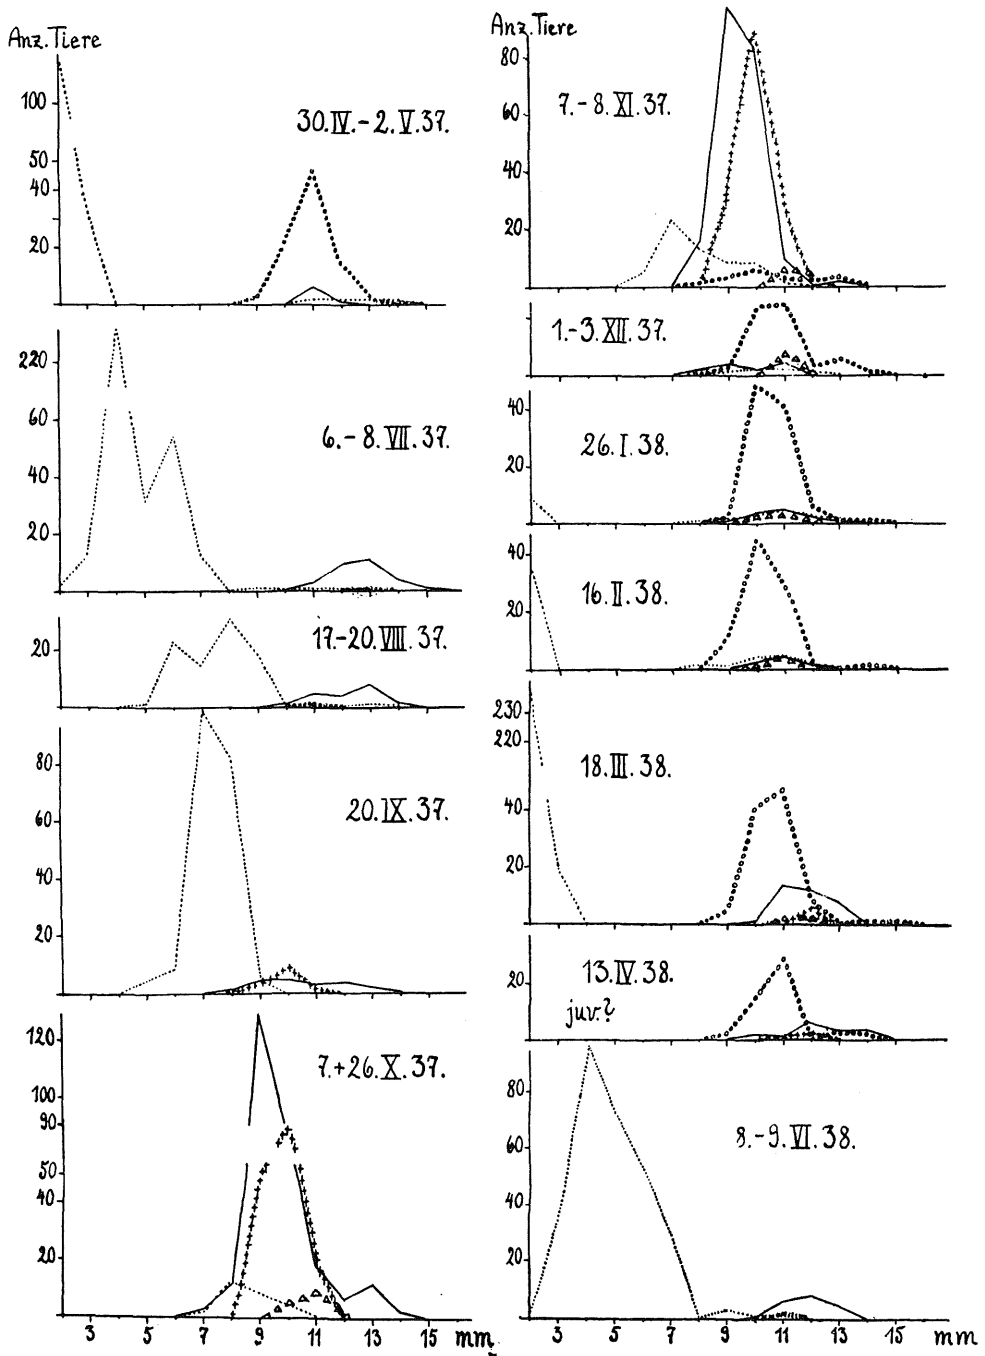 Anz.Tiere
100
50
40
20
30.IV.-2.V.37.
220
60
40
20
6.-8.VII.37.
20
17.-20.VIII.37.
80
60
40
20
20.IX.37.
120
100
90
50
40
20
7.+26.X.37.
3 5 7 9 11 13 15 mm
Anz.Tiere
80
60
40
20
7.-8.XI.37.
1.-3.XII.37.
40
20
26.I.38.
40
20
16.II.38.
230
220
40
20
18.III.38.
20
13.IV.38.
juv.?
80
60
40
20
8.-9.VI.38.
3 5 7 9 11 13 15 mm